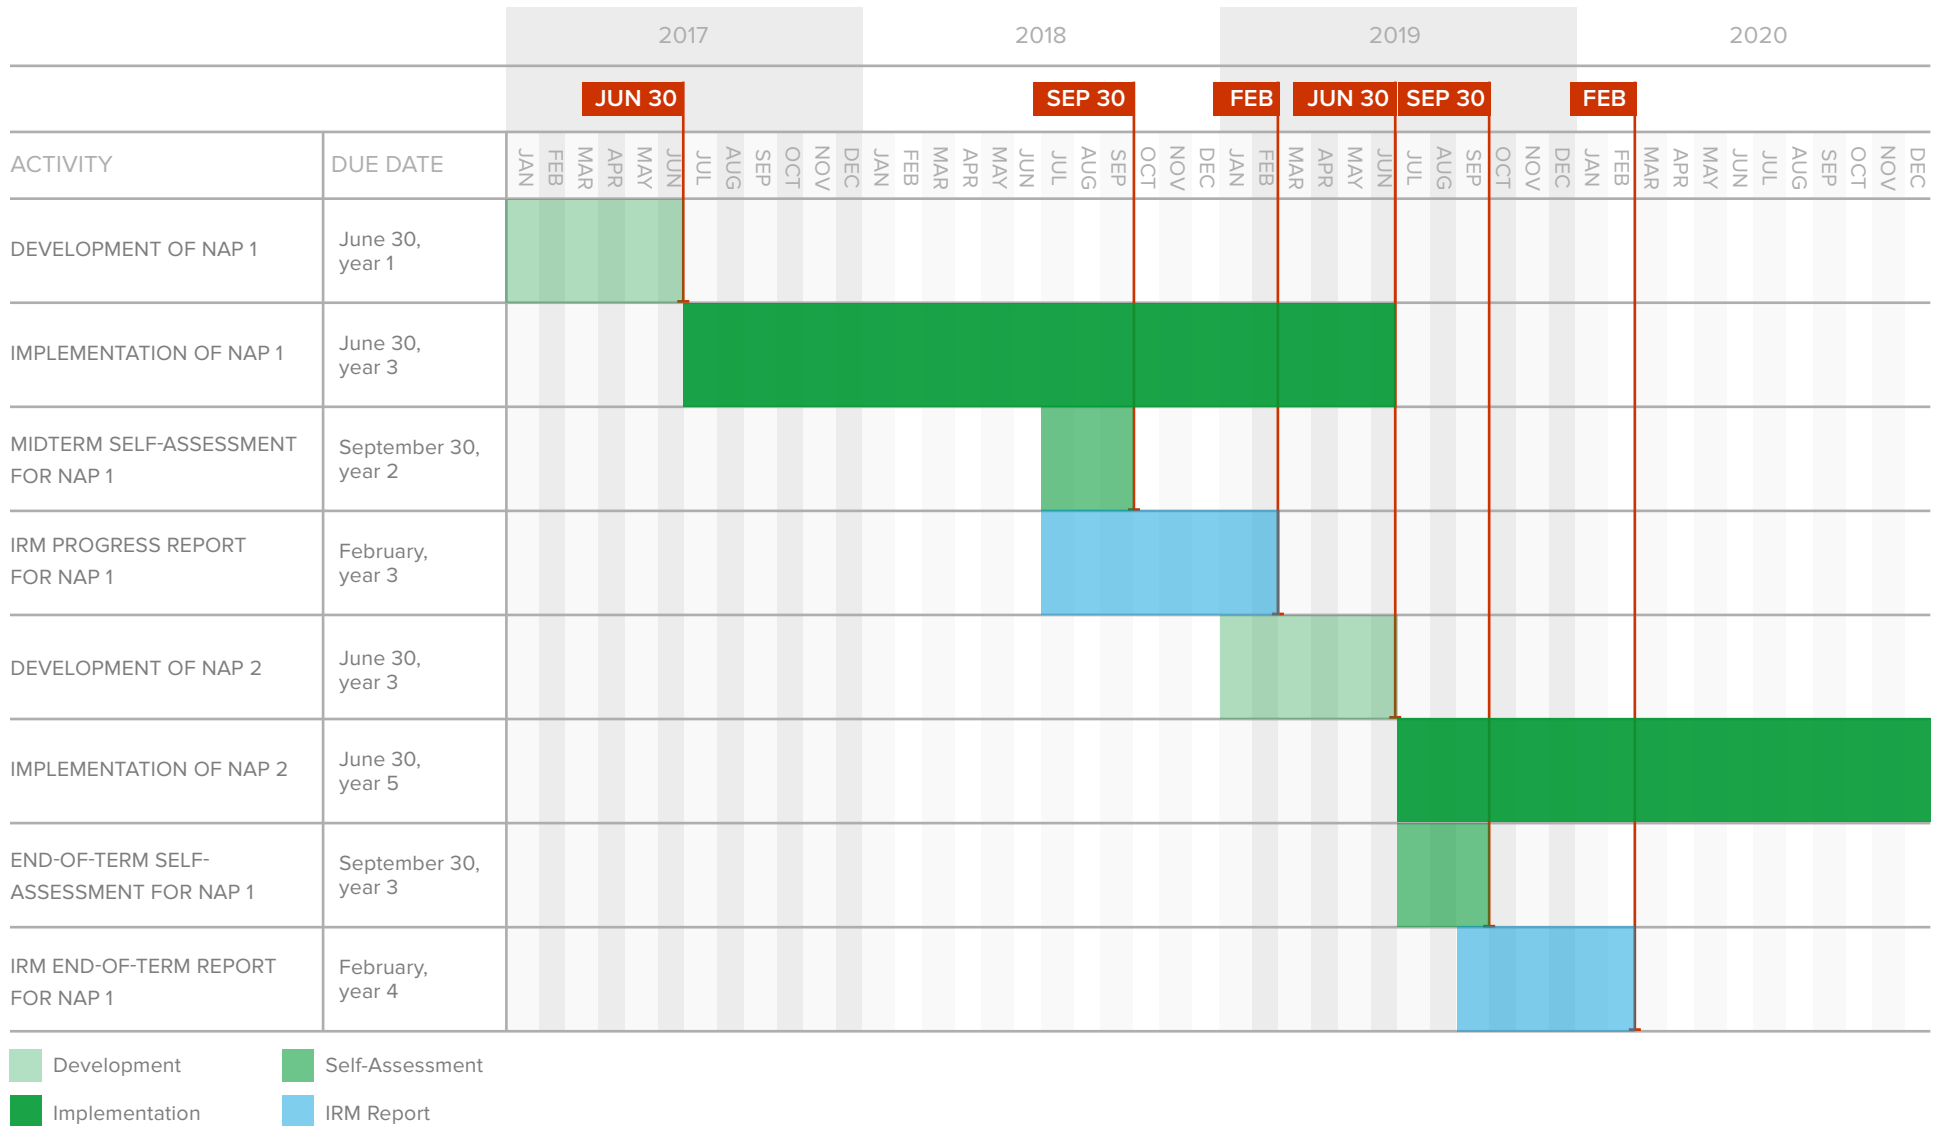 2017 2018 2019 2020
JUN 30 SEP 30 FEB JUN 30 SEP 30 FEB
ACTIVITY DUE DATE JAN FEB MAR APR MAY JUN JUL AUG SEP OCT NOV DEC JAN FEB MAR APR MAY JUN JUL AUG SEP OCT NOV DEC JAN FEB MAR APR MAY JUN JUL AUG SEP OCT NOV DEC JAN FEB MAR APR MAY JUN JUL AUG SEP OCT NOV DEC
DEVELOPMENT OF NAP 1
June 30,
year 1
IMPLEMENTATION OF NAP 1
June 30,
year 3
MIDTERM SELF-ASSESSMENT
FOR NAP 1
September 30,
year 2
IRM PROGRESS REPORT
FOR NAP 1
February,
year 3
DEVELOPMENT OF NAP 2
June 30,
year 3
IMPLEMENTATION OF NAP 2
June 30,
year 5
END-OF-TERM SELF-
ASSESSMENT FOR NAP 1
September 30,
year 3
IRM END-OF-TERM REPORT
FOR NAP 1
February,
year 4
Development
Self-Assessment
Implementation
IRM Report